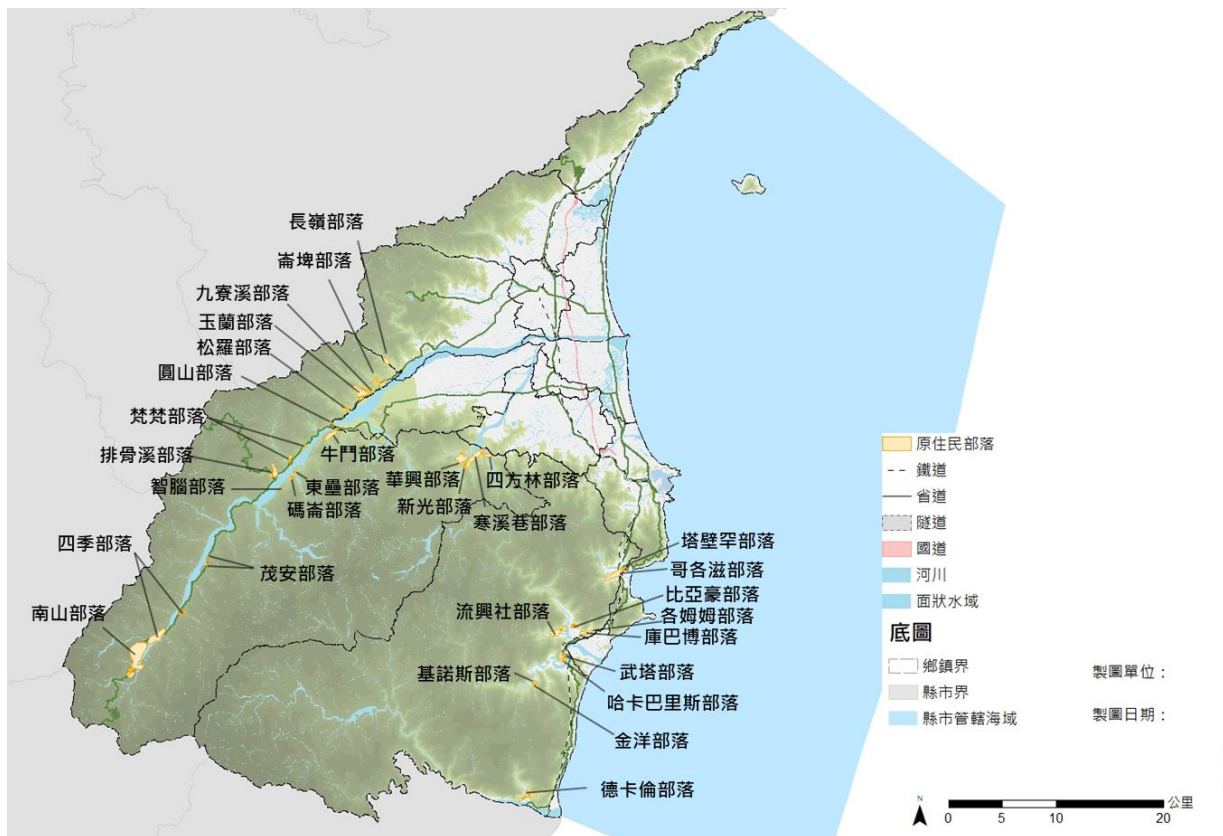 長嶺部落
崙埤部落
九寮溪部落
玉蘭部落
松羅部落
圓山部落
梵梵部落
排骨溪部落
牛鬥部落
智腦部落
東壘部落
碼崙部落
華興部落
四方林部落
新光部落
寒溪巷部落
四季部落
茂安部落
南山部落
塔壁罕部落
哥各滋部落
比亞豪部落
流興社部落
各姆姆部落
庫巴博部落
基諾斯部落
武塔部落
哈卡巴里斯部落
金洋部落
德卡倫部落
原住民部落
鐵道
省道
隧道
國道
河川
面狀水域
底圖
鄉鎮界
縣市界
縣市管轄海域
製圖單位：
製圖日期：
N
0 5 10 20 公里